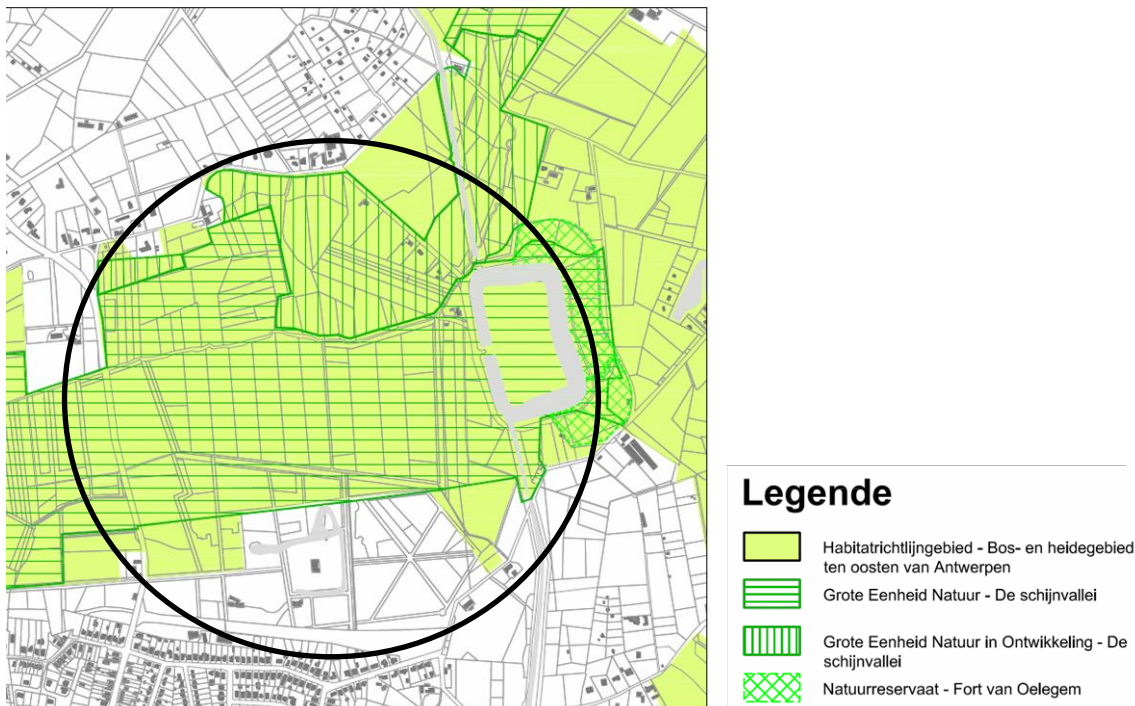 Legende
Habitatrichtlijngebied - Bos- en heidegebied
ten oosten van Antwerpen
Grote Eenheid Natuur - De schijnvallei
Grote Eenheid Natuur in Ontwikkeling - De
schijnvallei
Natuurreservaat - Fort van Oelegem